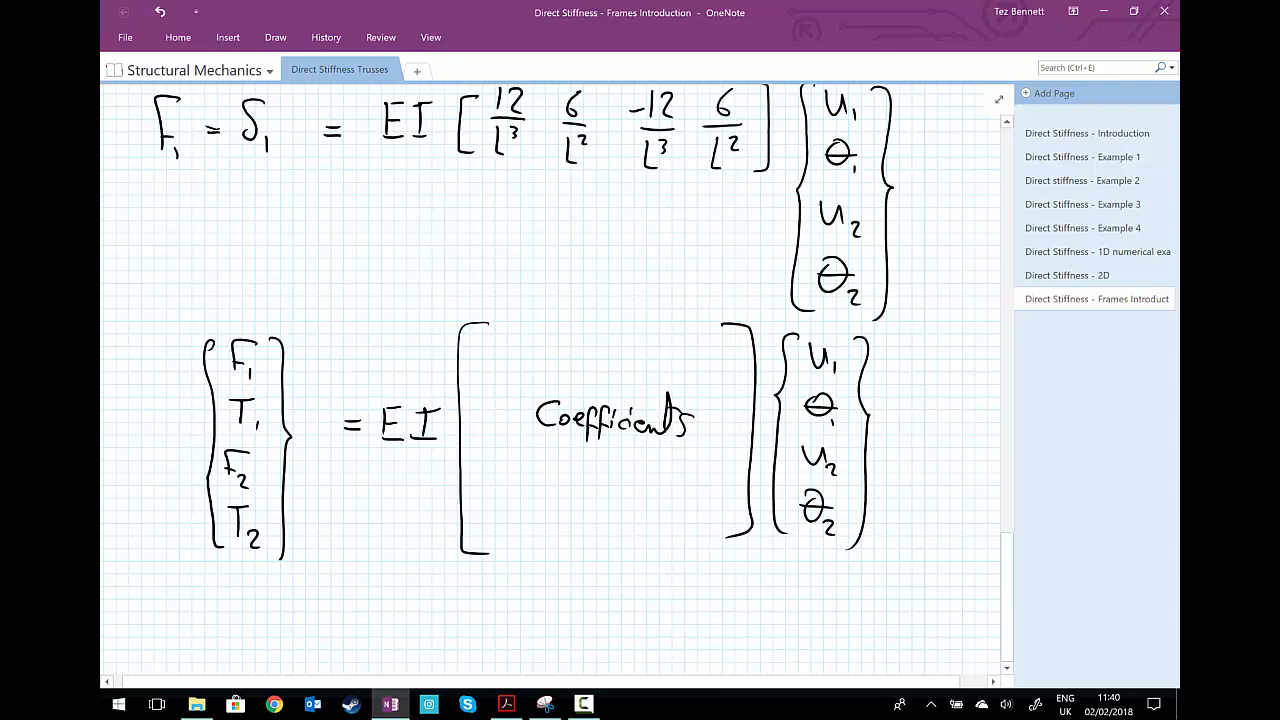 Direct Stiffness - Frames Introduction - OneNote
Tez Bennett
File Home Insert Draw History Review View
Structural Mechanics
Direct Stiffness Trusses
+
Search (Ctrl+E)
Add Page
Direct Stiffness - Introduction
Direct Stiffness - Example 1
Direct stiffness - Example 2
Direct Stiffness - Example 3
Direct Stiffness - Example 4
Direct Stiffness - 1D numerical exa
Direct Stiffness - 2D
Direct Stiffness - Frames Introduct
F₁ = S₁ = EI [ 12/L³ 6/L² -12/L³ 6/L² ] { u₁
θ₁
u₂
θ₂ }
{ F₁
T₁
F₂
T₂ } = EI [ Coefficients ] { u₁
θ₁
u₂
θ₂ }
ENG
UK
11:40
02/02/2018